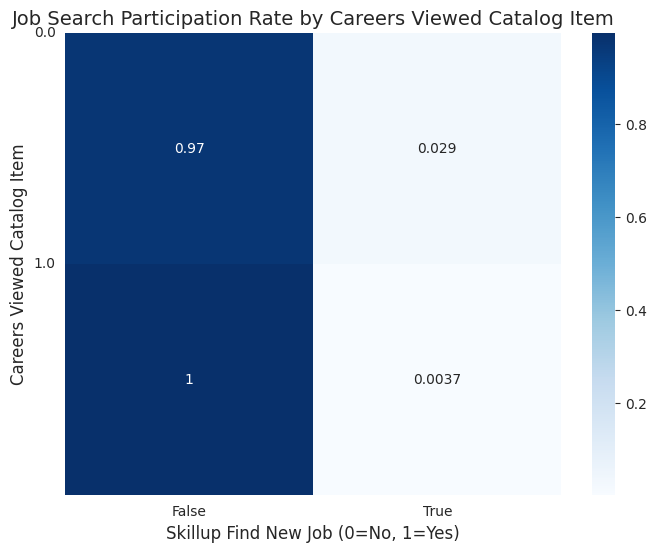 Job Search Participation Rate by Careers Viewed Catalog Item
0.0
0.97
0.029
0.8
0.6
Careers Viewed Catalog Item
1.0
0.4
1
0.0037
0.2
False
True
Skillup Find New Job (0=No, 1=Yes)